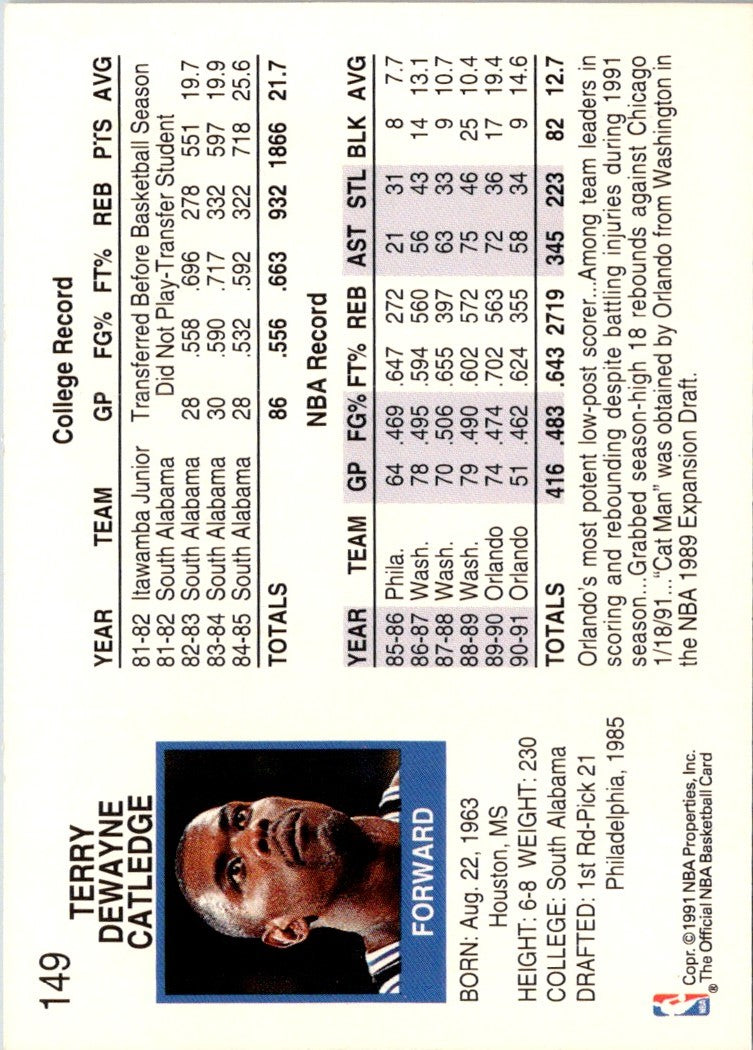 149
TERRY
DEWAYNE
CATLEDGE
FORWARD
BORN: Aug. 22, 1963
Houston, MS
HEIGHT: 6-8 WEIGHT: 230
COLLEGE: South Alabama
DRAFTED: 1st Rd-Pick 21
Philadelphia, 1985
NBA
®
Copr. ©1991 NBA Properties, Inc.
The Official NBA Basketball Card
College Record
YEAR TEAM GP FG% FT% REB PTS AVG
81-82 Itawamba Junior Transferred Before Basketball Season
81-82 South Alabama Did Not Play-Transfer Student
82-83 South Alabama 28 .558 .696 278 551 19.7
83-84 South Alabama 30 .590 .717 332 597 19.9
84-85 South Alabama 28 .532 .592 322 718 25.6
TOTALS 86 .556 .663 932 1866 21.7
NBA Record
YEAR TEAM GP FG% FT% REB AST STL BLK AVG
85-86 Phila. 64 .469 .647 272 21 31 8 7.7
86-87 Wash. 78 .495 .594 560 56 43 14 13.1
87-88 Wash. 70 .506 .655 397 63 33 9 10.7
88-89 Wash. 79 .490 .602 572 75 46 25 10.4
89-90 Orlando 74 .474 .702 563 72 36 17 19.4
90-91 Orlando 51 .462 .624 355 58 34 9 14.6
TOTALS 416 .483 .643 2719 345 223 82 12.7
Orlando's most potent low-post scorer...Among team leaders in
scoring and rebounding despite battling injuries during 1991
season...Grabbed season-high 18 rebounds against Chicago
1/18/91..."Cat Man" was obtained by Orlando from Washington in
the NBA 1989 Expansion Draft.